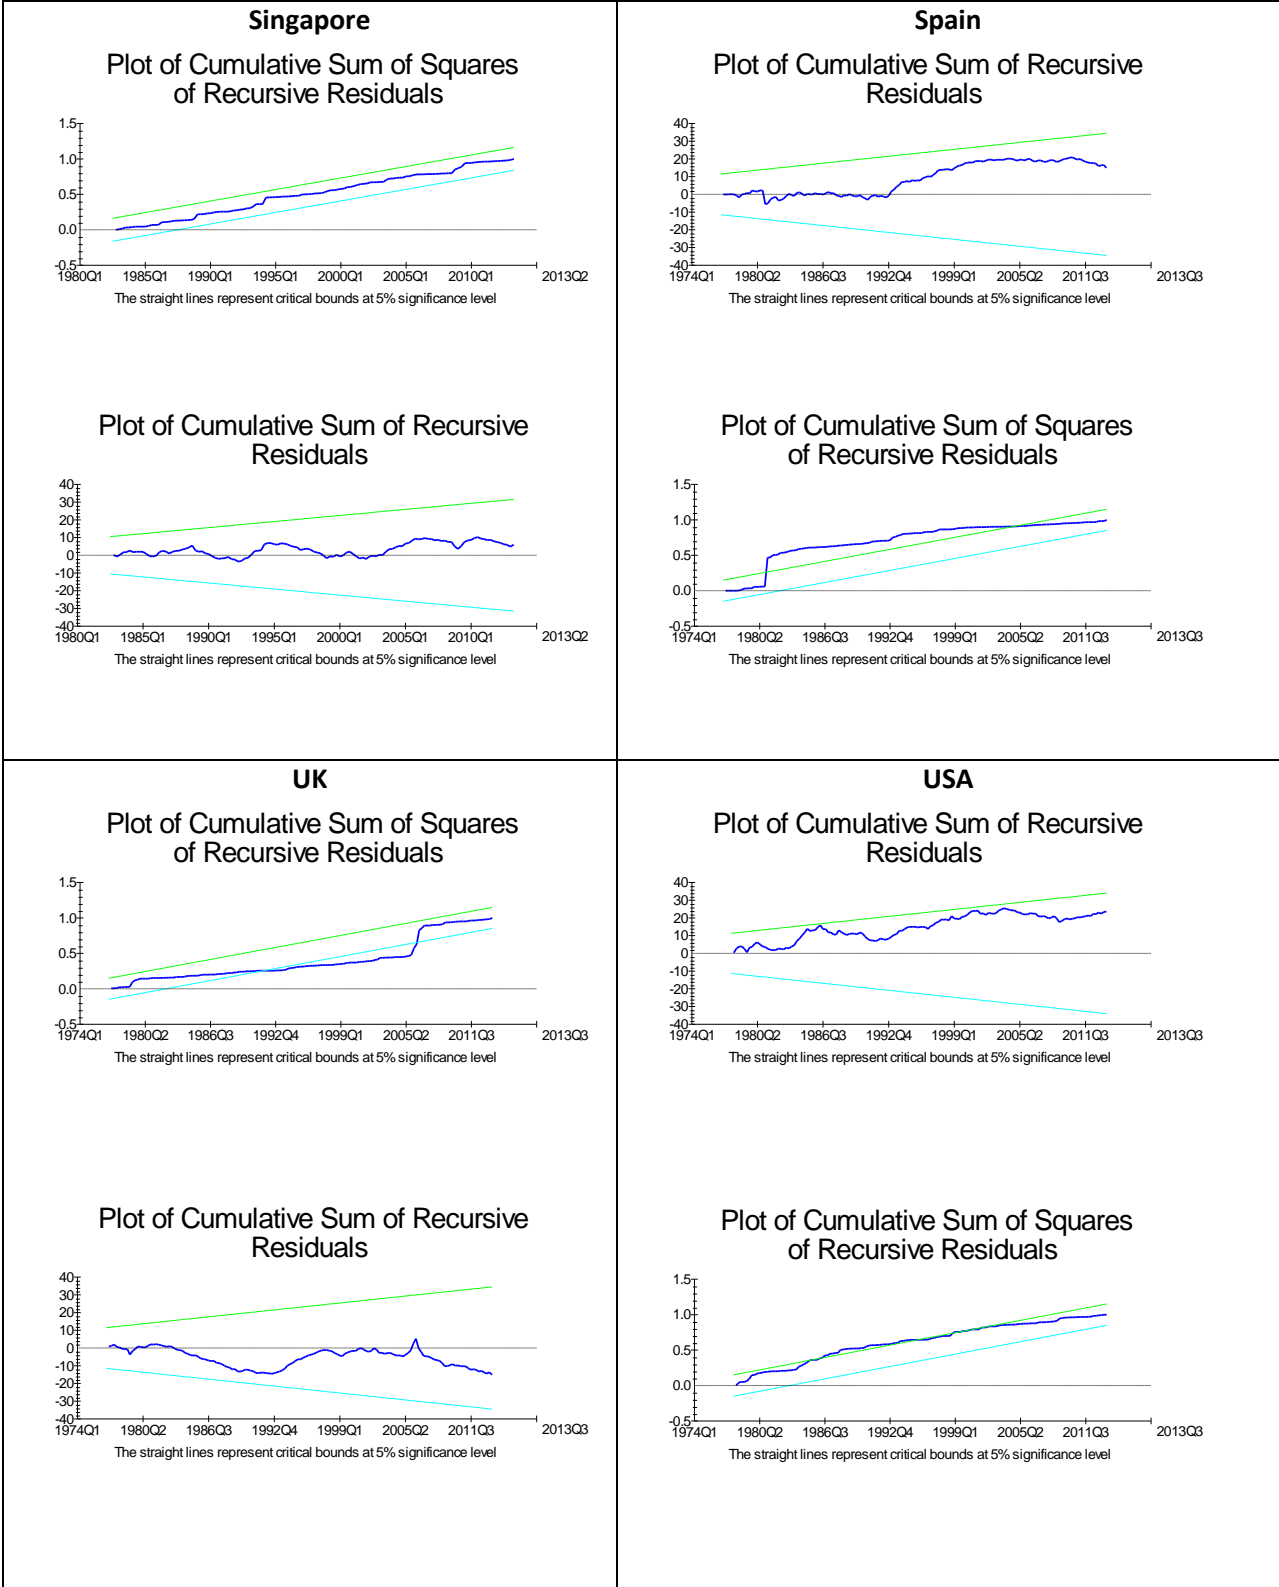 Singapore
Plot of Cumulative Sum of Squares
of Recursive Residuals
1.5
1.0
0.5
0.0
-0.5
1980Q1 1985Q1 1990Q1 1995Q1 2000Q1 2005Q1 2010Q1 2013Q2
The straight lines represent critical bounds at 5% significance level
Plot of Cumulative Sum of Recursive
Residuals
40
30
20
10
0
-10
-20
-30
-40
1980Q1 1985Q1 1990Q1 1995Q1 2000Q1 2005Q1 2010Q1 2013Q2
The straight lines represent critical bounds at 5% significance level
Spain
Plot of Cumulative Sum of Recursive
Residuals
40
30
20
10
0
-10
-20
-30
-40
1974Q1 1980Q2 1986Q3 1992Q4 1999Q1 2005Q2 2011Q3 2013Q3
The straight lines represent critical bounds at 5% significance level
Plot of Cumulative Sum of Squares
of Recursive Residuals
1.5
1.0
0.5
0.0
-0.5
1974Q1 1980Q2 1986Q3 1992Q4 1999Q1 2005Q2 2011Q3 2013Q3
The straight lines represent critical bounds at 5% significance level
UK
Plot of Cumulative Sum of Squares
of Recursive Residuals
1.5
1.0
0.5
0.0
-0.5
1974Q1 1980Q2 1986Q3 1992Q4 1999Q1 2005Q2 2011Q3 2013Q3
The straight lines represent critical bounds at 5% significance level
Plot of Cumulative Sum of Recursive
Residuals
40
30
20
10
0
-10
-20
-30
-40
1974Q1 1980Q2 1986Q3 1992Q4 1999Q1 2005Q2 2011Q3 2013Q3
The straight lines represent critical bounds at 5% significance level
USA
Plot of Cumulative Sum of Recursive
Residuals
40
30
20
10
0
-10
-20
-30
-40
1974Q1 1980Q2 1986Q3 1992Q4 1999Q1 2005Q2 2011Q3 2013Q3
The straight lines represent critical bounds at 5% significance level
Plot of Cumulative Sum of Squares
of Recursive Residuals
1.5
1.0
0.5
0.0
-0.5
1974Q1 1980Q2 1986Q3 1992Q4 1999Q1 2005Q2 2011Q3 2013Q3
The straight lines represent critical bounds at 5% significance level